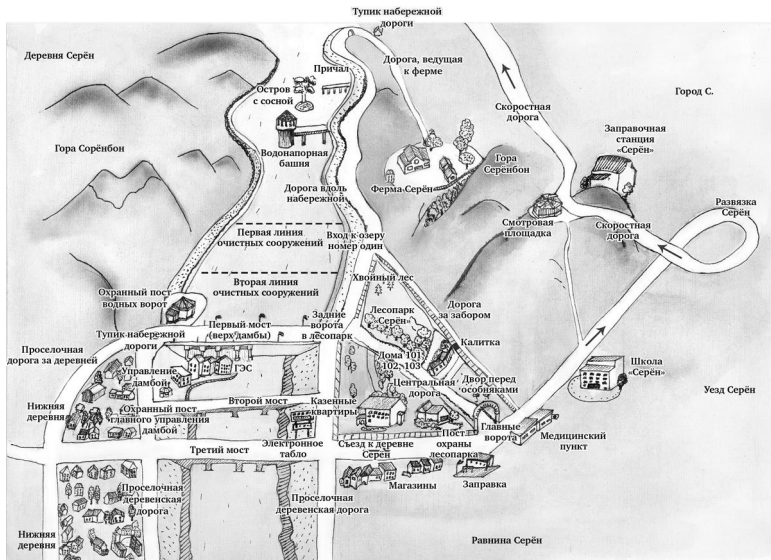 Тупик набережной
дороги
Деревня Серён
Причал
Дорога, ведущая
к ферме
Остров
с сосной
Скоростная
дорога
Город С.
Заправочная
станция
«Серён»
Гора Сорёнбон
Водонапорная
башня
Гора
Серёнбон
Ферма Серён
Дорога вдоль
набережной
Развязка
Серён
Смотровая
площадка
Скоростная
дорога
Первая линия
очистных сооружений
Вход к озеру
номер один
Хвойный лес
Вторая линия
очистных сооружений
Охранный пост
водных ворот
Дорога
за забором
Лесопарк
«Серён»
Задние
ворота
в лесопарк
Первый мост
(верх дамбы)
Тупик набережной
дороги
Калитка
Проселочная
дорога за деревней
Дома 101,
102, 103
Школа
«Серён»
ГЭС
Управление
дамбой
Центральная
дорога
Двор перед
особняками
Уезд Серён
Второй мост
Казенные
квартиры
Нижняя
деревня
Охранный пост
главного управления
дамбой
Главные
ворота
Медицинский
пункт
Пост
охраны
лесопарка
Электронное
табло
Съезд к деревне
Серён
Третий мост
Магазины
Заправка
Проселочная
деревенская
дорога
Проселочная
деревенская дорога
Нижняя
деревня
Равнина Серён